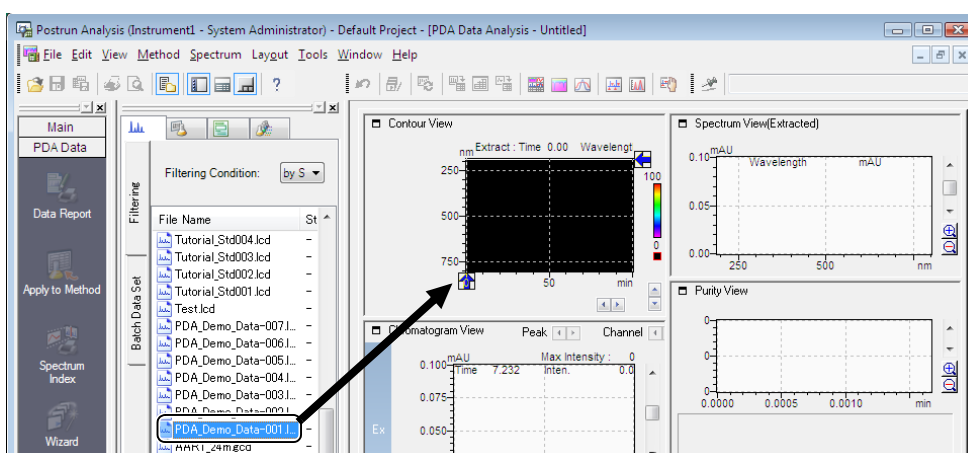 Postrun Analysis (Instrument1 - System Administrator) - Default Project - [PDA Data Analysis - Untitled]
File Edit View Method Spectrum Layout Tools Window Help
Main
PDA Data
Data Report
Apply to Method
Spectrum
Index
Wizard
Filtering
Batch Data Set
Filtering Condition: by S
File Name St
Tutorial_Std004.lcd -
Tutorial_Std003.lcd -
Tutorial_Std002.lcd -
Tutorial_Std001.lcd -
Test.lcd -
PDA_Demo_Data-007.l... -
PDA_Demo_Data-006.l... -
PDA_Demo_Data-005.l... -
PDA_Demo_Data-004.l... -
PDA_Demo_Data-003.l... -
PDA_Demo_Data-002.l... -
PDA_Demo_Data-001.l... -
Contour View
nm Extract : Time 0.00 Wavelengt
250
100
500
0
750
50 min
Chromatogram View Peak Channel
mAU Max Intensity : 0
0.100 Time 7.232 Inten. 0.0
0.075
Ex 0.050
Spectrum View(Extracted)
mAU
0.10 Wavelength mAU
0.05
0.00
250 500 nm
Purity View
0
0
0
0.0000 0.0005 0.0010 min